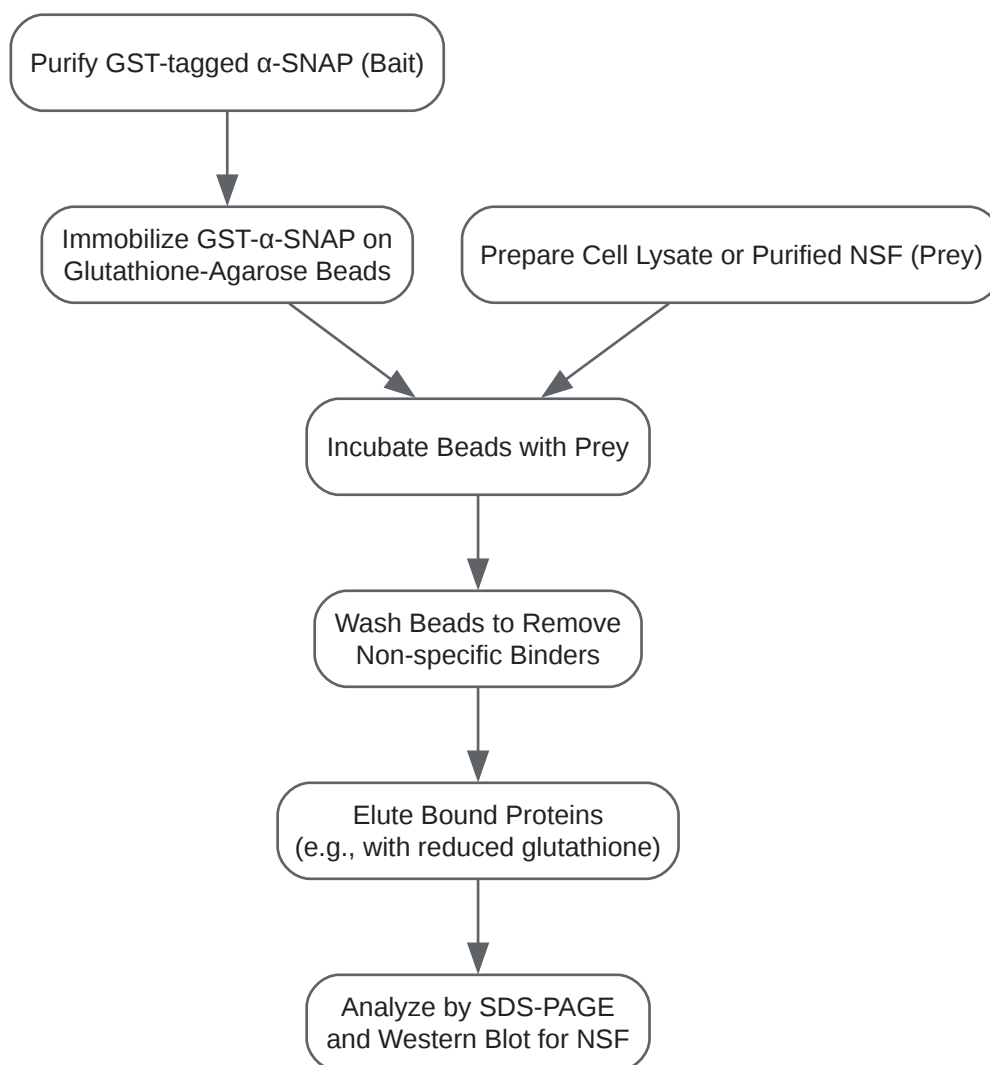 Purify GST-tagged α-SNAP (Bait)
Immobilize GST-α-SNAP on
Glutathione-Agarose Beads
Prepare Cell Lysate or Purified NSF (Prey)
Incubate Beads with Prey
Wash Beads to Remove
Non-specific Binders
Elute Bound Proteins
(e.g., with reduced glutathione)
Analyze by SDS-PAGE
and Western Blot for NSF